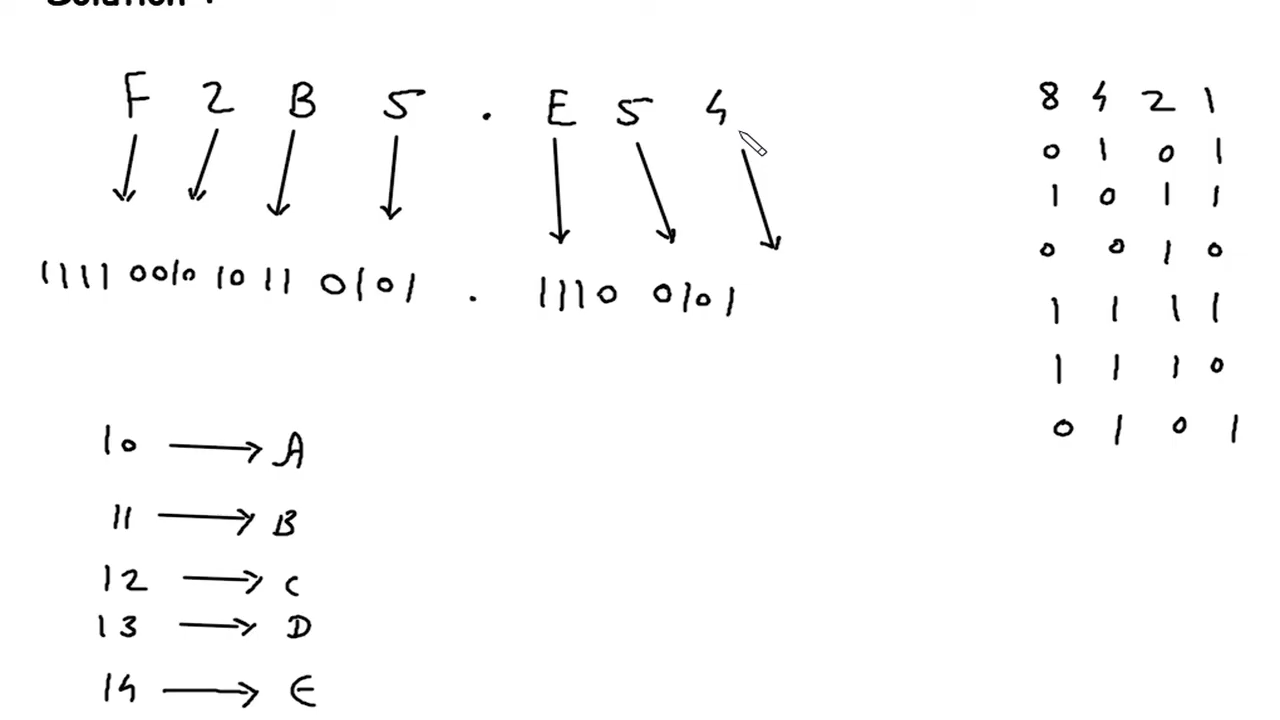 Solution :
F 2 B 5 . E 5 4
8 4 2 1
0 1 0 1
1 0 1 1
0 0 1 0
1111 0010 1011 0101 . 1110 0101
1 1 1 1
1 1 1 0
0 1 0 1
10 → A
11 → B
12 → C
13 → D
14 → E